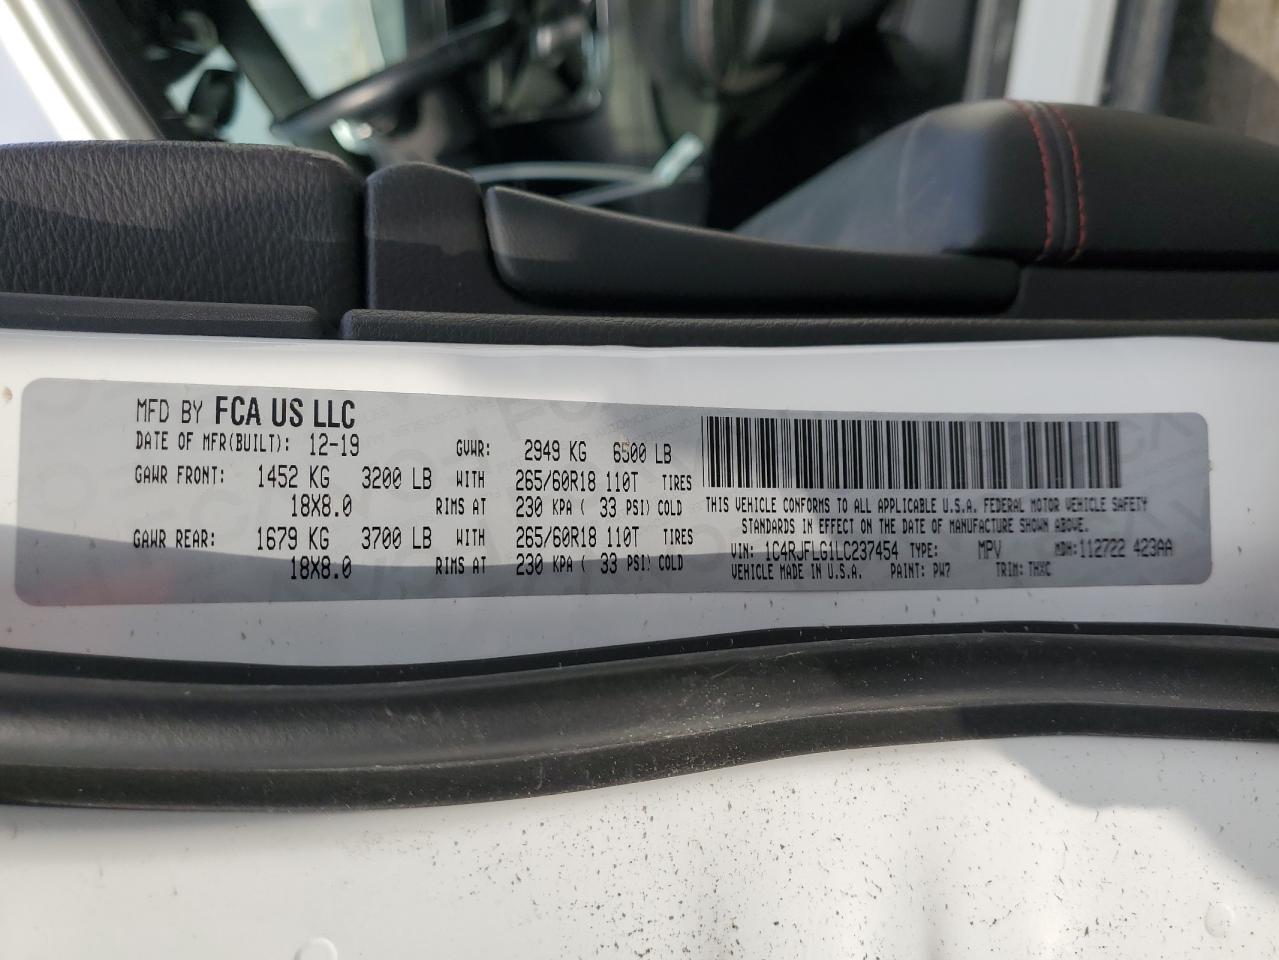 MFD BY FCA US LLC
DATE OF MFR(BUILT): 12-19 GVWR: 2949 KG 6500 LB
GAWR FRONT: 1452 KG 3200 LB WITH 265/60R18 110T TIRES
18X8.0 RIMS AT 230 KPA ( 33 PSI) COLD
GAWR REAR: 1679 KG 3700 LB WITH 265/60R18 110T TIRES
18X8.0 RIMS AT 230 KPA ( 33 PSI) COLD
THIS VEHICLE CONFORMS TO ALL APPLICABLE U.S.A. FEDERAL MOTOR VEHICLE SAFETY
STANDARDS IN EFFECT ON THE DATE OF MANUFACTURE SHOWN ABOVE.
VIN: 1C4RJFLG1LC237454 TYPE: MPV MDH:112722 423AA
VEHICLE MADE IN U.S.A. PAINT: PW7 TRIM: THXC